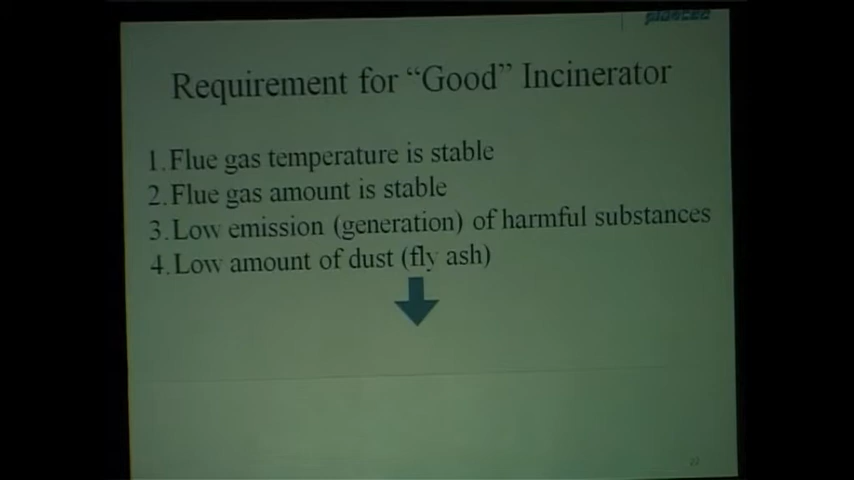 Requirement for “Good” Incinerator
1. Flue gas temperature is stable
2. Flue gas amount is stable
3. Low emission (generation) of harmful substances
4. Low amount of dust (fly ash)